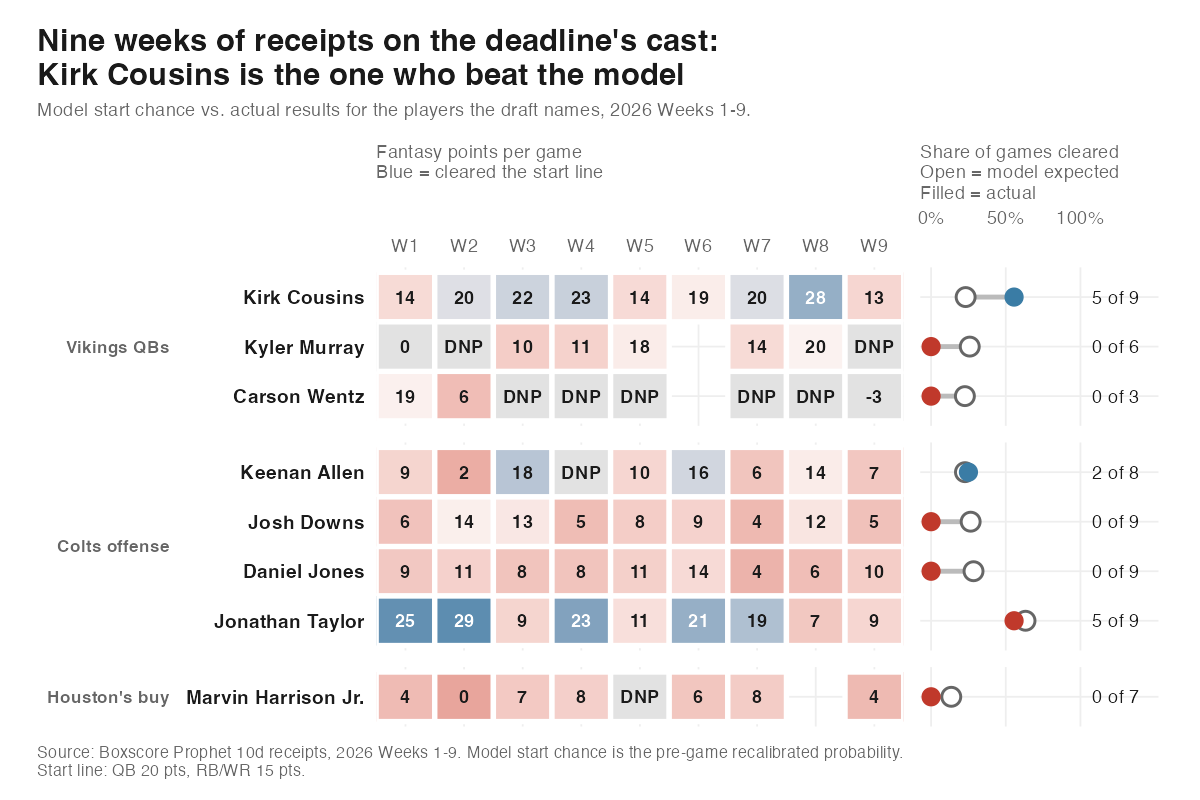 Nine weeks of receipts on the deadline's cast:
Kirk Cousins is the one who beat the model
Model start chance vs. actual results for the players the draft names, 2026 Weeks 1-9.
Fantasy points per game
Blue = cleared the start line
Share of games cleared
Open = model expected
Filled = actual
0% 50% 100%
W1 W2 W3 W4 W5 W6 W7 W8 W9
Kirk Cousins 14 20 22 23 14 19 20 28 13 5 of 9
Vikings QBs Kyler Murray 0 DNP 10 11 18 14 20 DNP 0 of 6
Carson Wentz 19 6 DNP DNP DNP DNP DNP -3 0 of 3
Keenan Allen 9 2 18 DNP 10 16 6 14 7 2 of 8
Josh Downs 6 14 13 5 8 9 4 12 5 0 of 9
Colts offense
Daniel Jones 9 11 8 8 11 14 4 6 10 0 of 9
Jonathan Taylor 25 29 9 23 11 21 19 7 9 5 of 9
Houston's buy Marvin Harrison Jr. 4 0 7 8 DNP 6 8 4 0 of 7
Source: Boxscore Prophet 10d receipts, 2026 Weeks 1-9. Model start chance is the pre-game recalibrated probability.
Start line: QB 20 pts, RB/WR 15 pts.